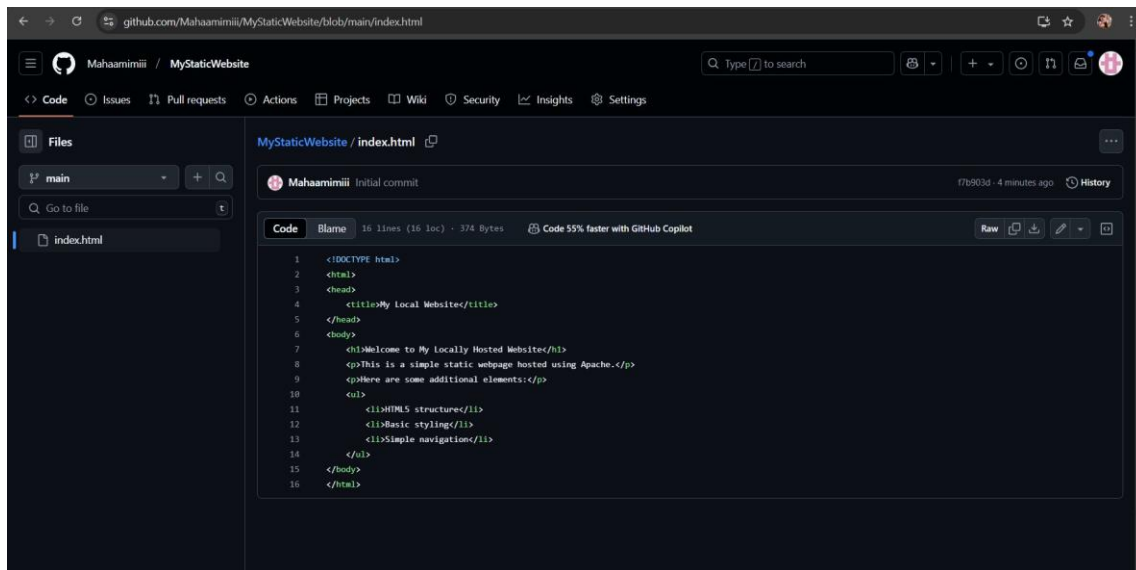 github.com/Mahaamimiii/MyStaticWebsite/blob/main/index.html
Mahaamimiii / MyStaticWebsite
Type / to search
<> Code Issues Pull requests Actions Projects Wiki Security Insights Settings
Files
MyStaticWebsite / index.html
main
Mahaamimiii Initial commit f7b903d · 4 minutes ago History
Go to file t
Code Blame 16 lines (16 loc) · 374 Bytes Code 55% faster with GitHub Copilot Raw
index.html
1 <!DOCTYPE html>
2 <html>
3 <head>
4 <title>My Local Website</title>
5 </head>
6 <body>
7 <h1>Welcome to My Locally Hosted Website</h1>
8 <p>This is a simple static webpage hosted using Apache.</p>
9 <p>Here are some additional elements:</p>
10 <ul>
11 <li>HTML5 structure</li>
12 <li>Basic styling</li>
13 <li>Simple navigation</li>
14 </ul>
15 </body>
16 </html>